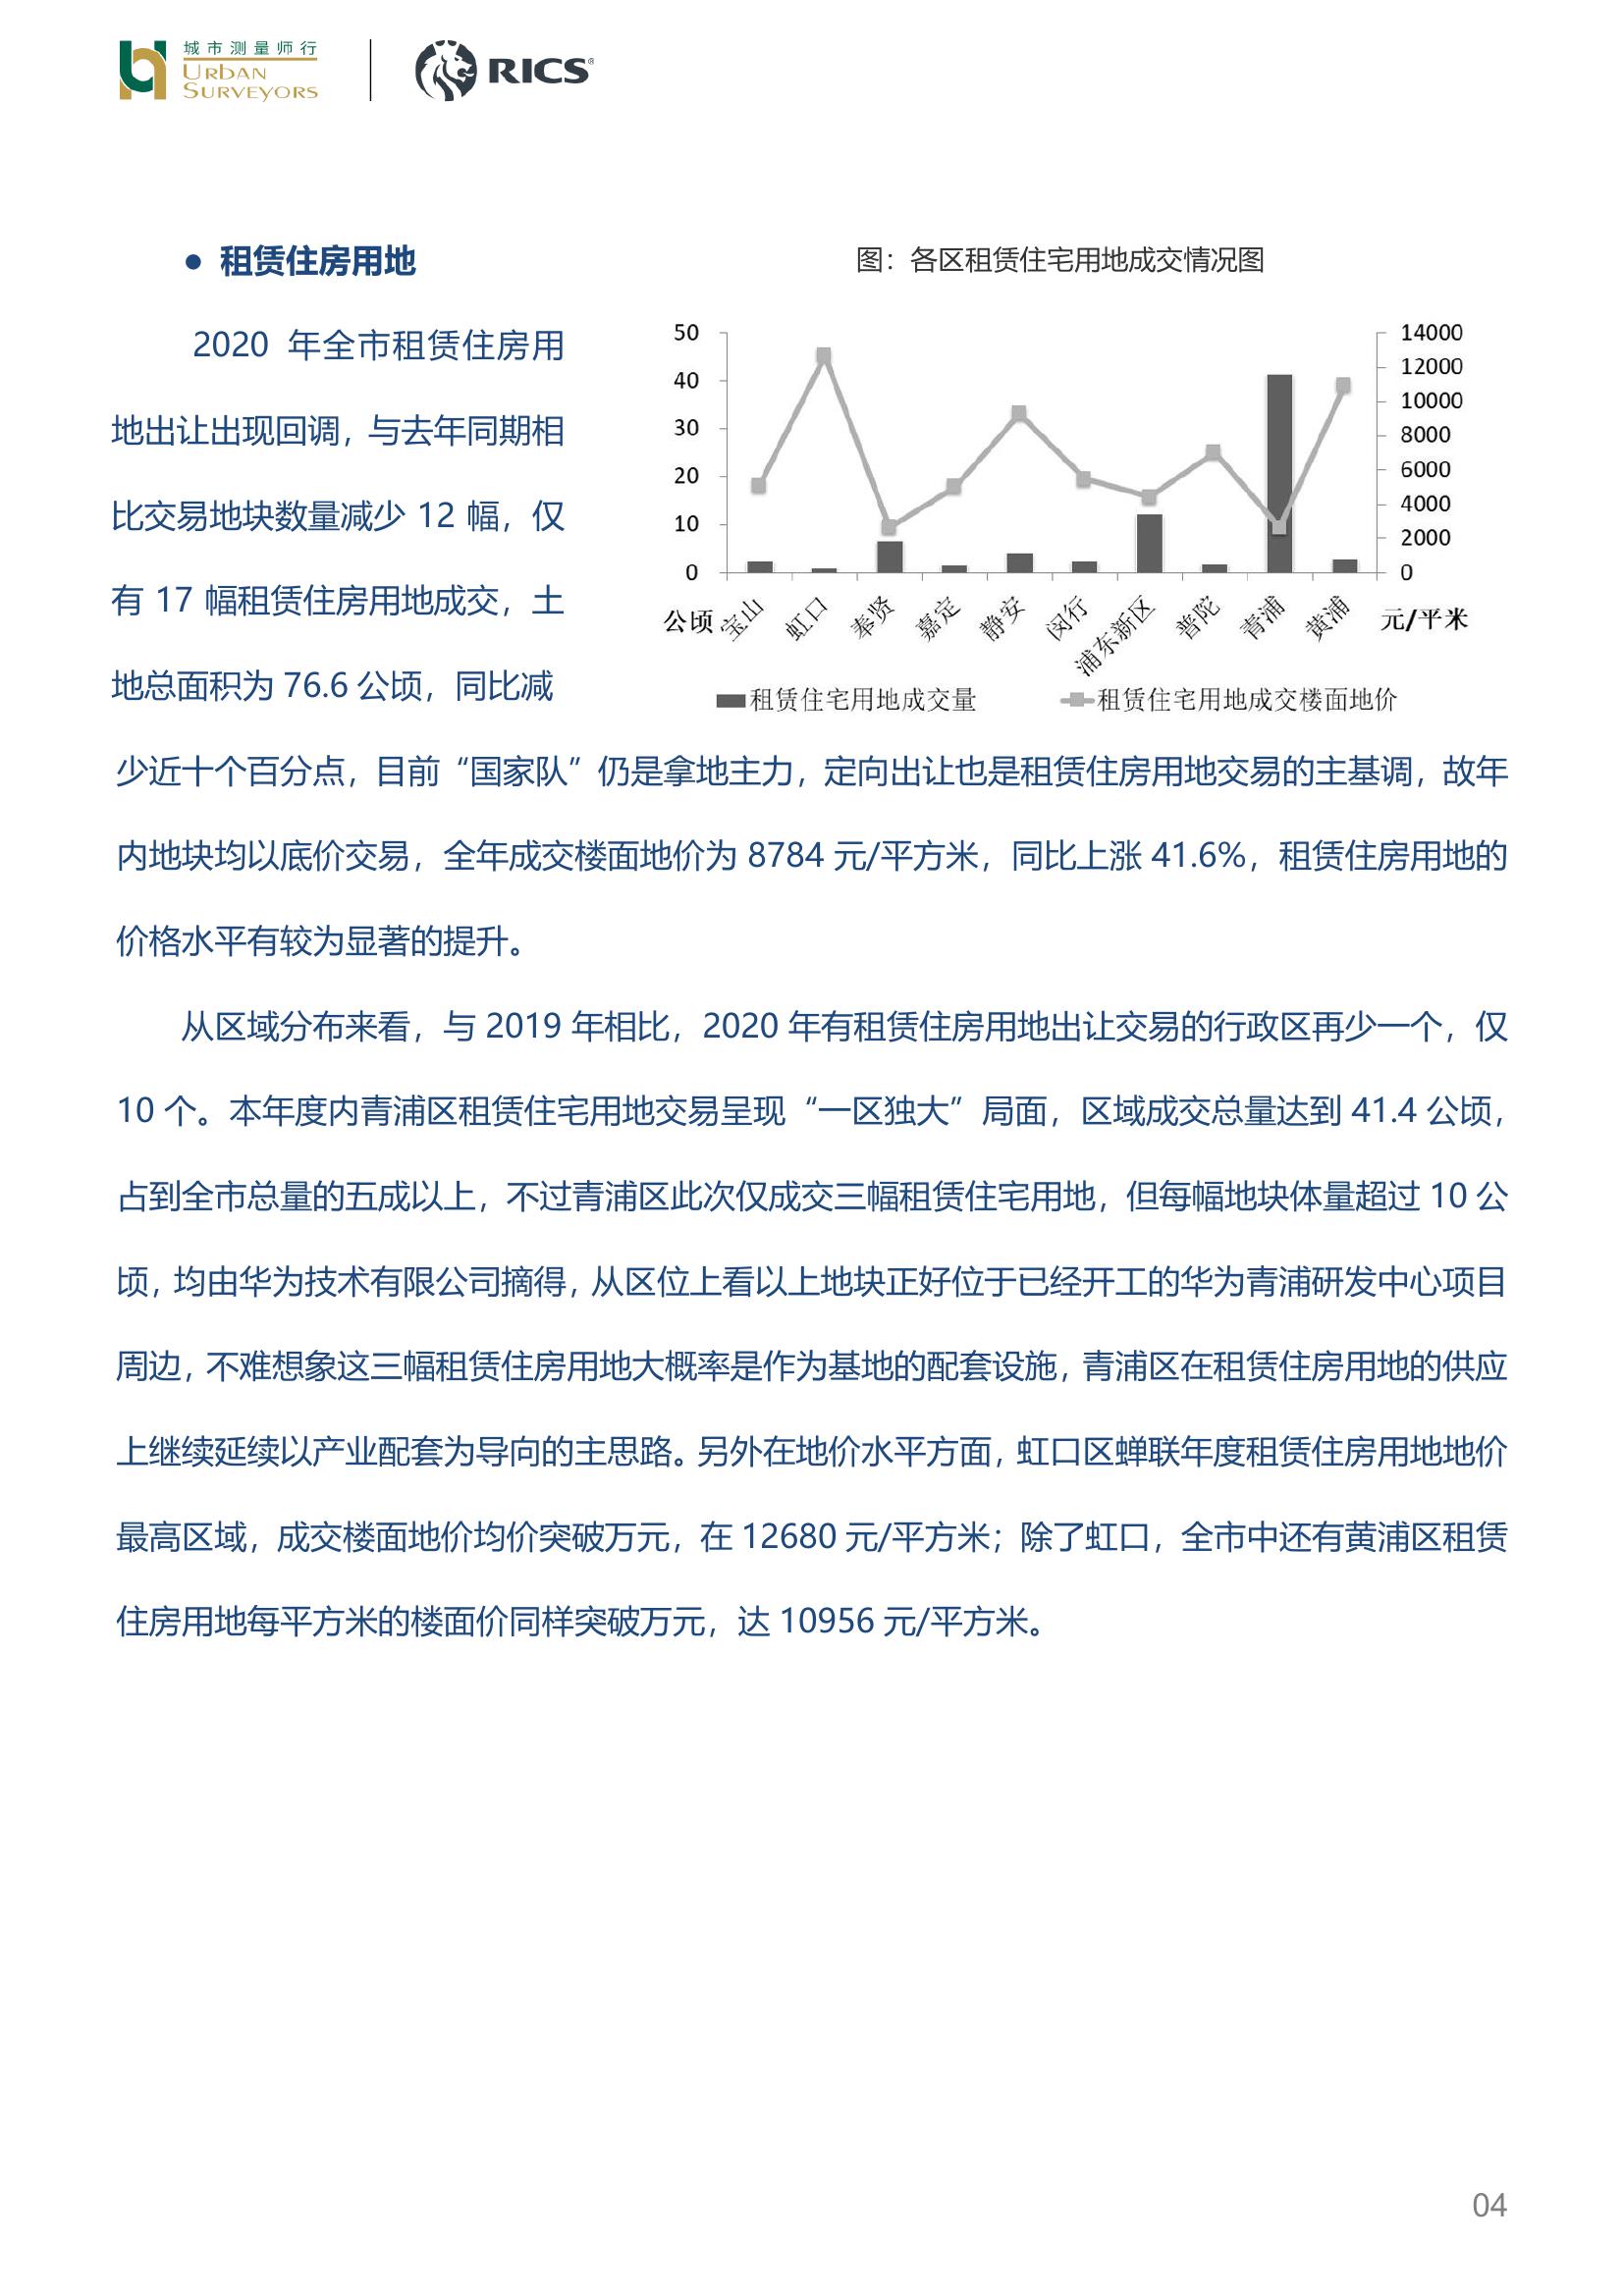 城市测量师行
URBAN
SURVEYORS
RICS®
● 租赁住房用地
2020 年全市租赁住房用
地出让出现回调，与去年同期相
比交易地块数量减少 12 幅，仅
有 17 幅租赁住房用地成交，土
地总面积为 76.6 公顷，同比减
图：各区租赁住宅用地成交情况图
50
40
30
20
10
0
14000
12000
10000
8000
6000
4000
2000
0
公顷
宝山
虹口
奉贤
嘉定
静安
闵行
浦东新区
普陀
青浦
黄浦
元/平米
租赁住宅用地成交量
租赁住宅用地成交楼面地价
少近十个百分点，目前“国家队”仍是拿地主力，定向出让也是租赁住房用地交易的主基调，故年
内地块均以底价交易，全年成交楼面地价为 8784 元/平方米，同比上涨 41.6%，租赁住房用地的
价格水平有较为显著的提升。
从区域分布来看，与 2019 年相比，2020 年有租赁住房用地出让交易的行政区再少一个，仅
10 个。本年度内青浦区租赁住宅用地交易呈现“一区独大”局面，区域成交总量达到 41.4 公顷，
占到全市总量的五成以上，不过青浦区此次仅成交三幅租赁住宅用地，但每幅地块体量超过 10 公
顷，均由华为技术有限公司摘得，从区位上看以上地块正好位于已经开工的华为青浦研发中心项目
周边，不难想象这三幅租赁住房用地大概率是作为基地的配套设施，青浦区在租赁住房用地的供应
上继续延续以产业配套为导向的主思路。另外在地价水平方面，虹口区蝉联年度租赁住房用地地价
最高区域，成交楼面地价均价突破万元，在 12680 元/平方米；除了虹口，全市中还有黄浦区租赁
住房用地每平方米的楼面价同样突破万元，达 10956 元/平方米。
04